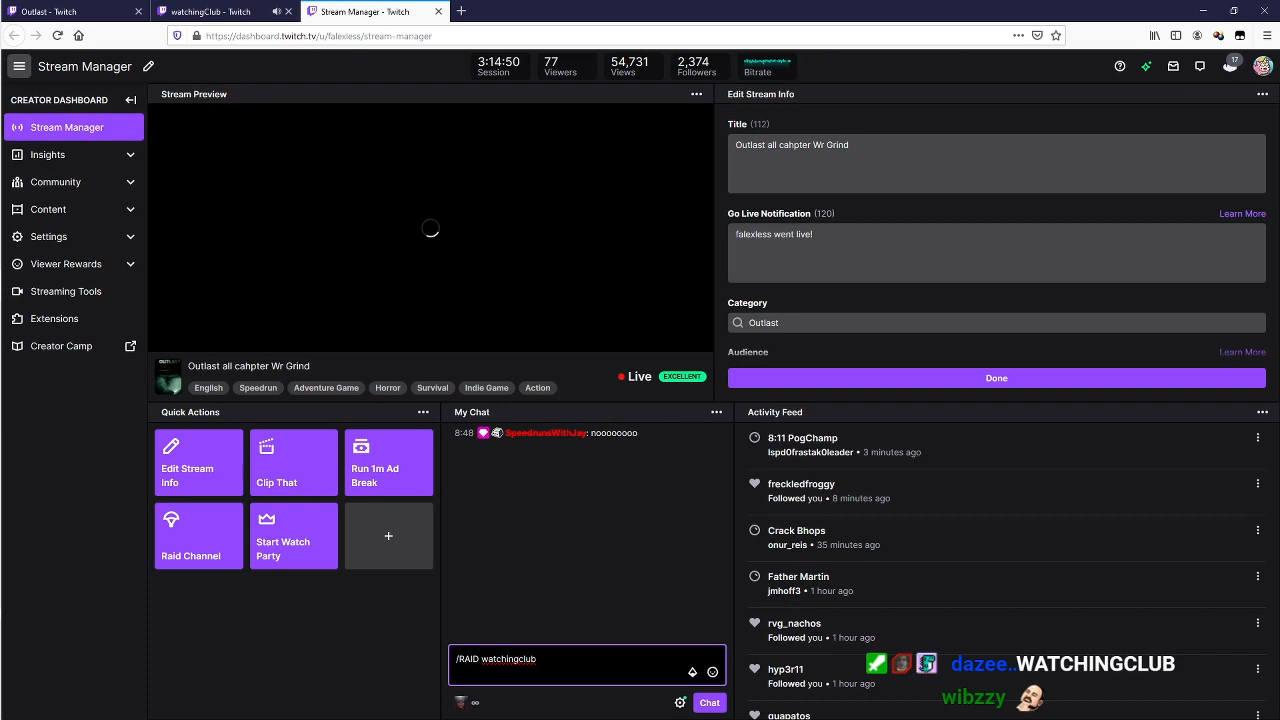 Outlast - Twitch
watchingClub - Twitch
Stream Manager - Twitch
https://dashboard.twitch.tv/u/falexless/stream-manager
Stream Manager
3:14:50
Session
77
Viewers
54,731
Views
2,374
Followers
Bitrate
17
CREATOR DASHBOARD
Stream Manager
Insights
Community
Content
Settings
Viewer Rewards
Streaming Tools
Extensions
Creator Camp
Stream Preview
Outlast all cahpter Wr Grind
Live
EXCELLENT
English
Speedrun
Adventure Game
Horror
Survival
Indie Game
Action
Edit Stream Info
Title (112)
Outlast all cahpter Wr Grind
Go Live Notification (120)
Learn More
falexless went live!
Category
Outlast
Audience
Learn More
Done
Quick Actions
Edit Stream
Info
Clip That
Run 1m Ad
Break
Raid Channel
Start Watch
Party
My Chat
8:48 SpeedrunsWithJay: noooooooo
/RAID watchingclub
Chat
Activity Feed
8:11 PogChamp
lspd0frastak0leader • 3 minutes ago
freckledfroggy
Followed you • 8 minutes ago
Crack Bhops
onur_reis • 35 minutes ago
Father Martin
jmhoff3 • 1 hour ago
rvg_nachos
Followed you • 1 hour ago
hyp3r11
Followed you • 1 hour ago
guapatos
dazee..WATCHINGCLUB
wibzzy